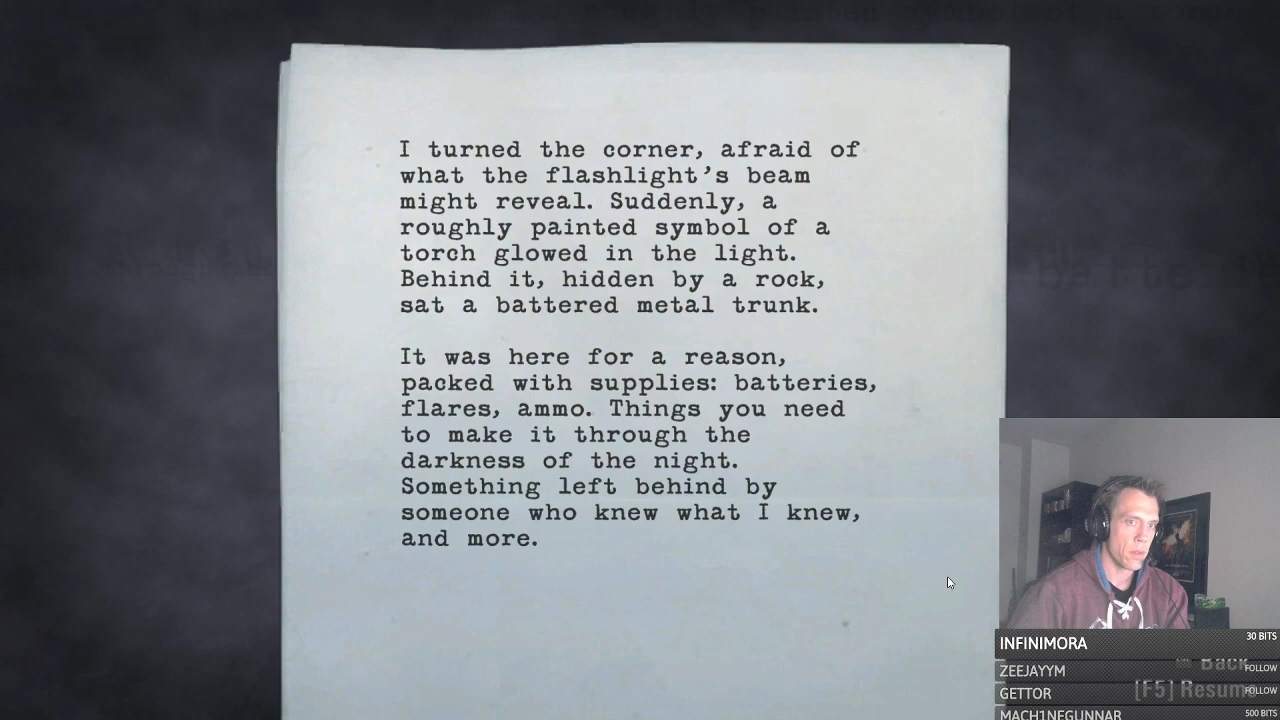 I turned the corner, afraid of
what the flashlight's beam
might reveal. Suddenly, a
roughly painted symbol of a
torch glowed in the light.
Behind it, hidden by a rock,
sat a battered metal trunk.
It was here for a reason,
packed with supplies: batteries,
flares, ammo. Things you need
to make it through the
darkness of the night.
Something left behind by
someone who knew what I knew,
and more.
INFINIMORA 30 BITS
Back
ZEEJAYYM FOLLOW
GETTOR FOLLOW
[F5] Resume
MACH1NEGUNNAR 500 BITS